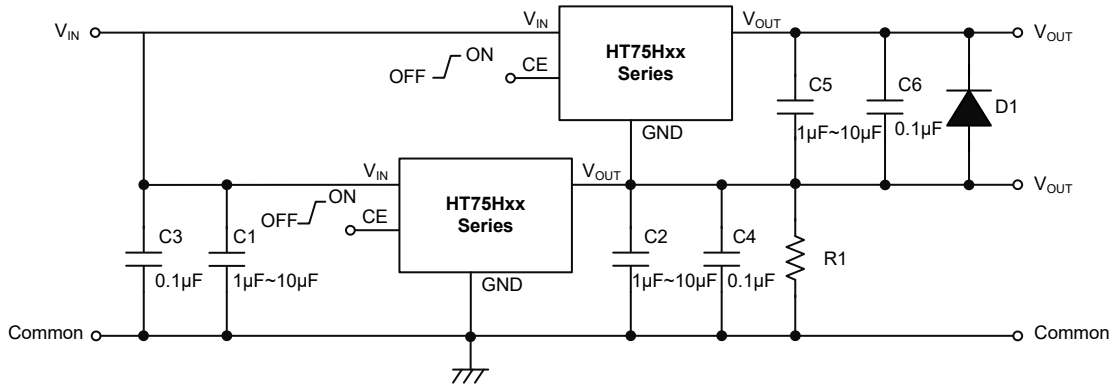 V_IN
V_IN
HT75Hxx
Series
V_OUT
V_OUT
OFF
ON
CE
GND
C5
1µF~10µF
C6
0.1µF
D1
V_IN
HT75Hxx
Series
V_OUT
V_OUT
OFF
ON
CE
GND
C3
0.1µF
C1
1µF~10µF
C2
1µF~10µF
C4
0.1µF
R1
Common
Common